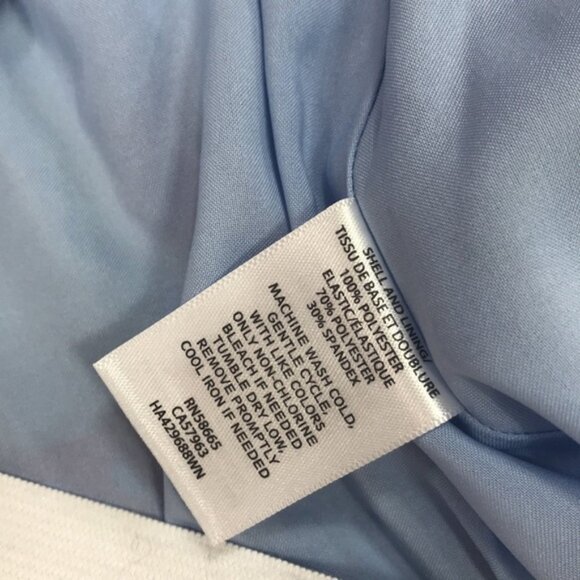 SHELL AND LINING/
TISSU DE BASE ET DOUBLURE
100% POLYESTER
ELASTIC/ÉLASTIQUE
70% POLYESTER
30% SPANDEX
MACHINE WASH COLD,
GENTLE CYCLE,
WITH LIKE COLORS
ONLY NON-CHLORINE
BLEACH IF NEEDED
TUMBLE DRY LOW,
REMOVE PROMPTLY
COOL IRON IF NEEDED
RN58665
CA57963
HA429688WN